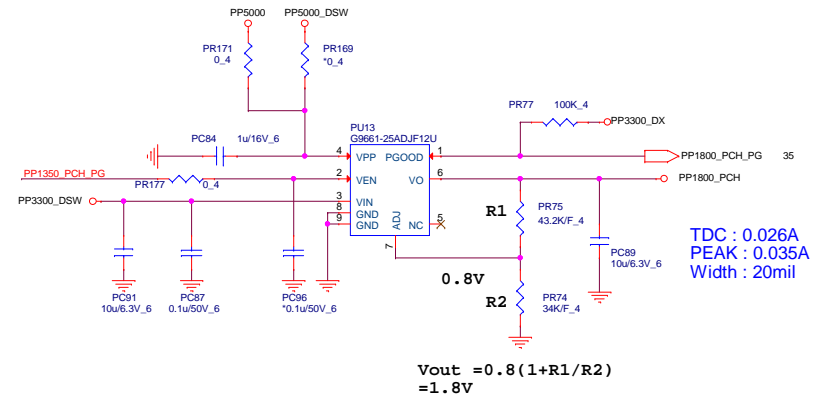 PP5000
PP5000_DSW
PR171
0_4
PR169
*0_4
PR77
100K_4
PP3300_DX
PU13
G9661-25ADJF12U
PC84
1u/16V_6
4
VPP
PGOOD
1
PP1800_PCH_PG
35
PP1350_PCH_PG
PR177
0_4
2
VEN
VO
6
PP1800_PCH
PP3300_DSW
3
VIN
8
GND
9
GND
ADJ
NC
5
7
R1
PR75
43.2K/F_4
PC89
10u/6.3V_6
TDC : 0.026A
PEAK : 0.035A
Width : 20mil
0.8V
R2
PR74
34K/F_4
PC91
10u/6.3V_6
PC87
0.1u/50V_6
PC96
*0.1u/50V_6
Vout =0.8(1+R1/R2)
=1.8V